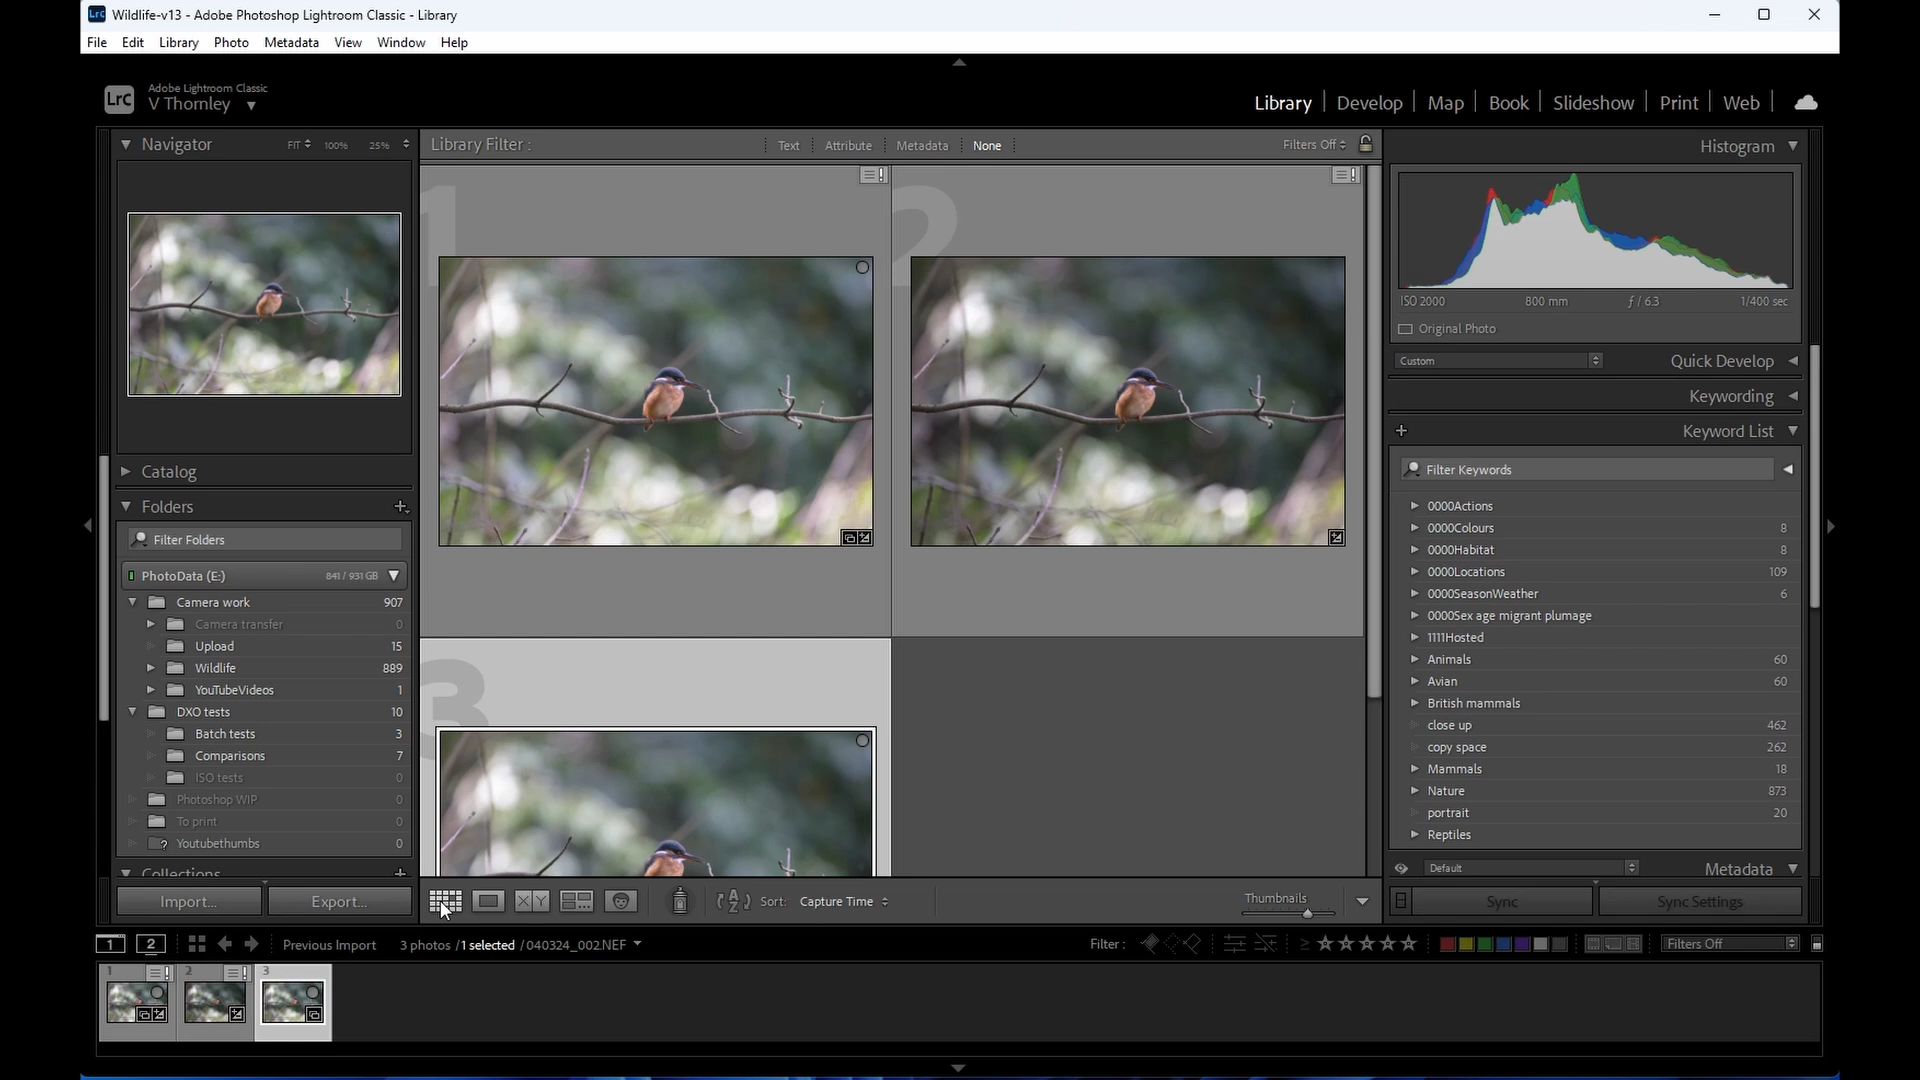 Wildlife-v13 - Adobe Photoshop Lightroom Classic - Library
File Edit Library Photo Metadata View Window Help
LrC
Adobe Lightroom Classic
V Thornley
Library Develop Map Book Slideshow Print Web
Navigator FIT 100% 25%
Library Filter : Text Attribute Metadata None Filters Off
Histogram
1
2
ISO 2000 800 mm ƒ / 6.3 1/400 sec
Original Photo
Custom Quick Develop
Keywording
Keyword List
Filter Keywords
0000Actions
0000Colours 8
0000Habitat 8
0000Locations 109
0000SeasonWeather 6
0000Sex age migrant plumage
1111Hosted
Animals 60
Avian 60
British mammals
close up 462
copy space 262
Mammals 18
Nature 873
portrait 20
Reptiles
Default Metadata
Sync Sync Settings
Catalog
Folders
Filter Folders
PhotoData (E:) 841 / 931 GB
Camera work 907
Camera transfer 0
Upload 15
Wildlife 889
YouTubeVideos 1
DXO tests 10
Batch tests 3
Comparisons 7
ISO tests 0
Photoshop WIP 0
To print 0
Youtubethumbs 0
Collections
Import... Export...
3
X Y Sort: Capture Time Thumbnails
1 2 Previous Import 3 photos / 1 selected / 040324_002.NEF Filter : Filters Off
1 2 3